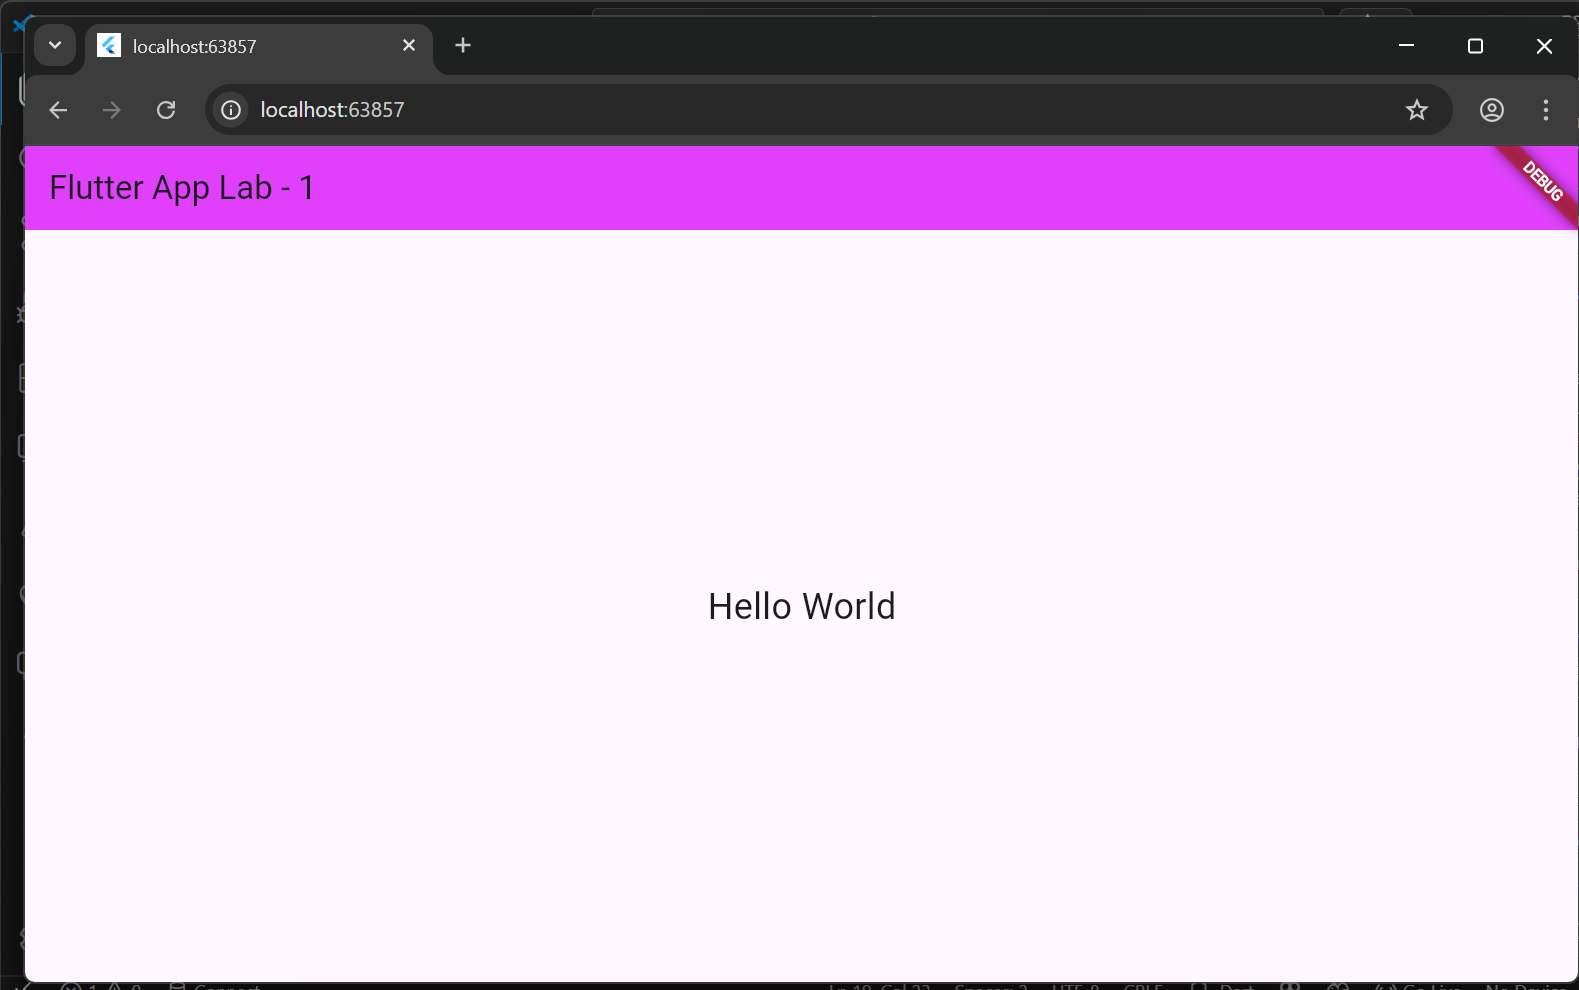 localhost:63857
localhost:63857
Flutter App Lab - 1
DEBUG
Hello World